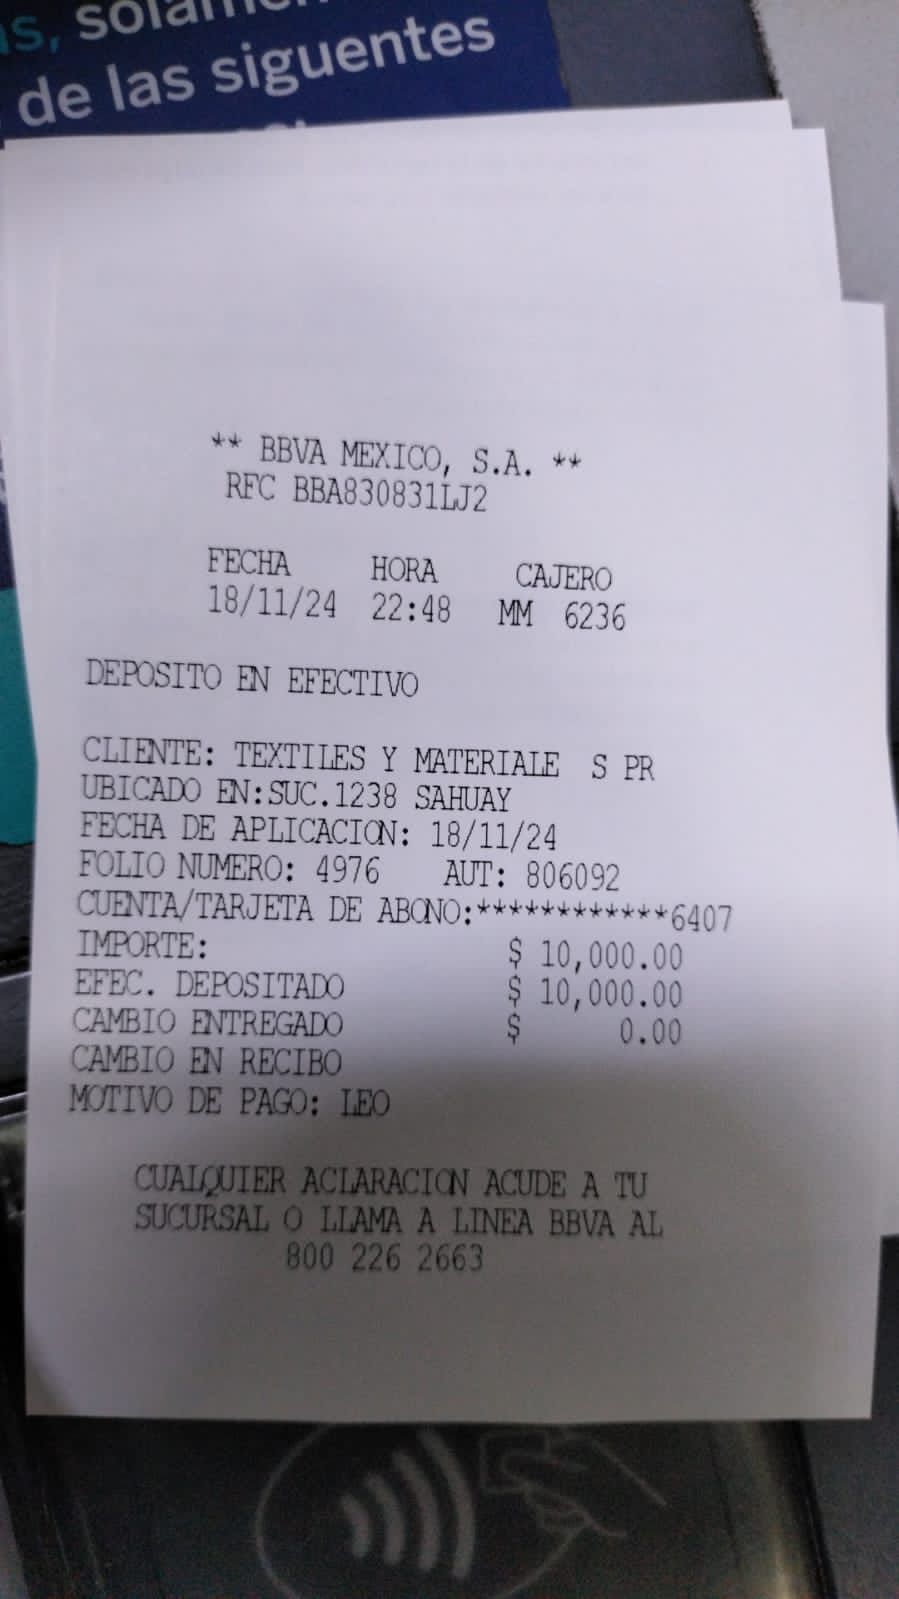 as, solamen
de las siguentes
** BBVA MEXICO, S.A. **
RFC BBA830831LJ2
FECHA HORA CAJERO
18/11/24 22:48 MM 6236
DEPOSITO EN EFECTIVO
CLIENTE: TEXTILES Y MATERIALE S PR
UBICADO EN:SUC.1238 SAHUAY
FECHA DE APLICACION: 18/11/24
FOLIO NUMERO: 4976 AUT: 806092
CUENTA/TARJETA DE ABONO:************6407
IMPORTE: $ 10,000.00
EFEC. DEPOSITADO $ 10,000.00
CAMBIO ENTREGADO $ 0.00
CAMBIO EN RECIBO
MOTIVO DE PAGO: LEO
CUALQUIER ACLARACION ACUDE A TU
SUCURSAL O LLAMA A LINEA BBVA AL
800 226 2663